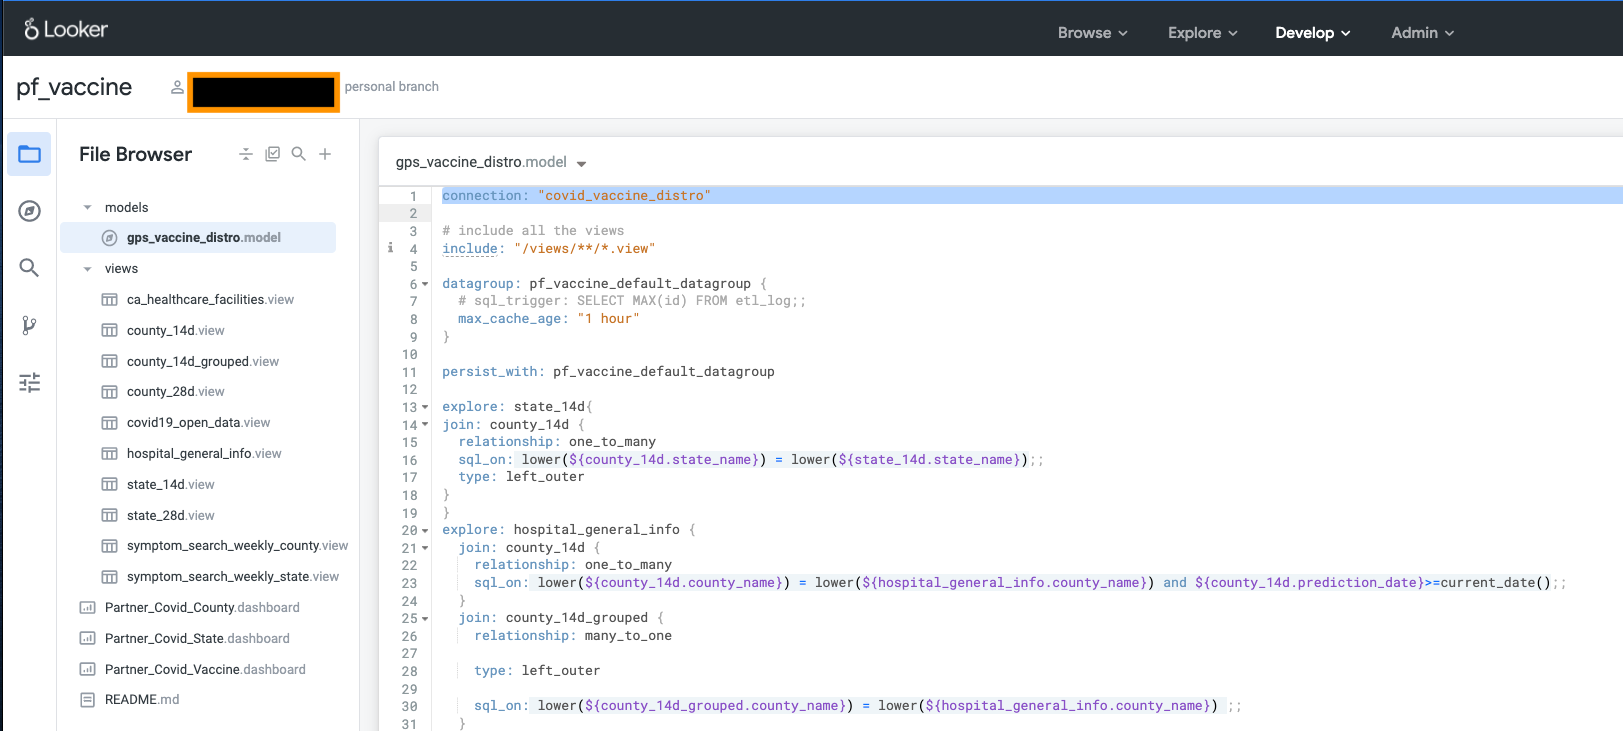 Looker
Browse
Explore
Develop
Admin
pf_vaccine
personal branch
File Browser
models
gps_vaccine_distro.model
views
ca_healthcare_facilities.view
county_14d.view
county_14d_grouped.view
county_28d.view
covid19_open_data.view
hospital_general_info.view
state_14d.view
state_28d.view
symptom_search_weekly_county.view
symptom_search_weekly_state.view
Partner_Covid_County.dashboard
Partner_Covid_State.dashboard
Partner_Covid_Vaccine.dashboard
README.md
gps_vaccine_distro.model
1 connection: "covid_vaccine_distro"
2
3 # include all the views
i 4 include: "/views/**/*.view"
5
6 datagroup: pf_vaccine_default_datagroup {
7 # sql_trigger: SELECT MAX(id) FROM etl_log;;
8 max_cache_age: "1 hour"
9 }
10
11 persist_with: pf_vaccine_default_datagroup
12
13 explore: state_14d{
14 join: county_14d {
15 relationship: one_to_many
16 sql_on: lower(${county_14d.state_name}) = lower(${state_14d.state_name});;
17 type: left_outer
18 }
19 }
20 explore: hospital_general_info {
21 join: county_14d {
22 relationship: one_to_many
23 sql_on: lower(${county_14d.county_name}) = lower(${hospital_general_info.county_name}) and ${county_14d.prediction_date}>=current_date();;
24 }
25 join: county_14d_grouped {
26 relationship: many_to_one
27
28 type: left_outer
29
30 sql_on: lower(${county_14d_grouped.county_name}) = lower(${hospital_general_info.county_name}) ;;
31 }